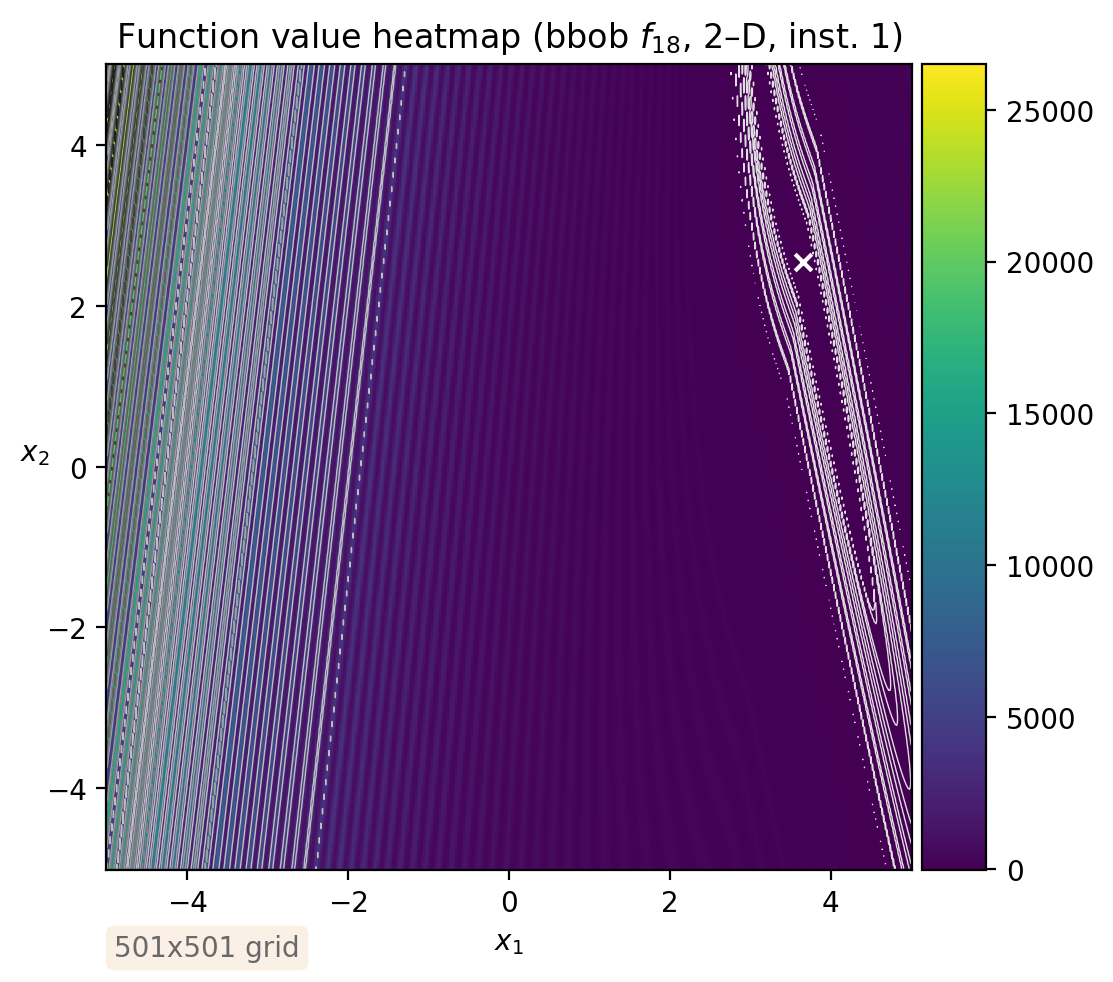 Function value heatmap (bbob f₁₈, 2–D, inst. 1)
4
2
0
−2
−4
x₂
−4 −2 0 2 4
x₁
25000
20000
15000
10000
5000
0
501x501 grid